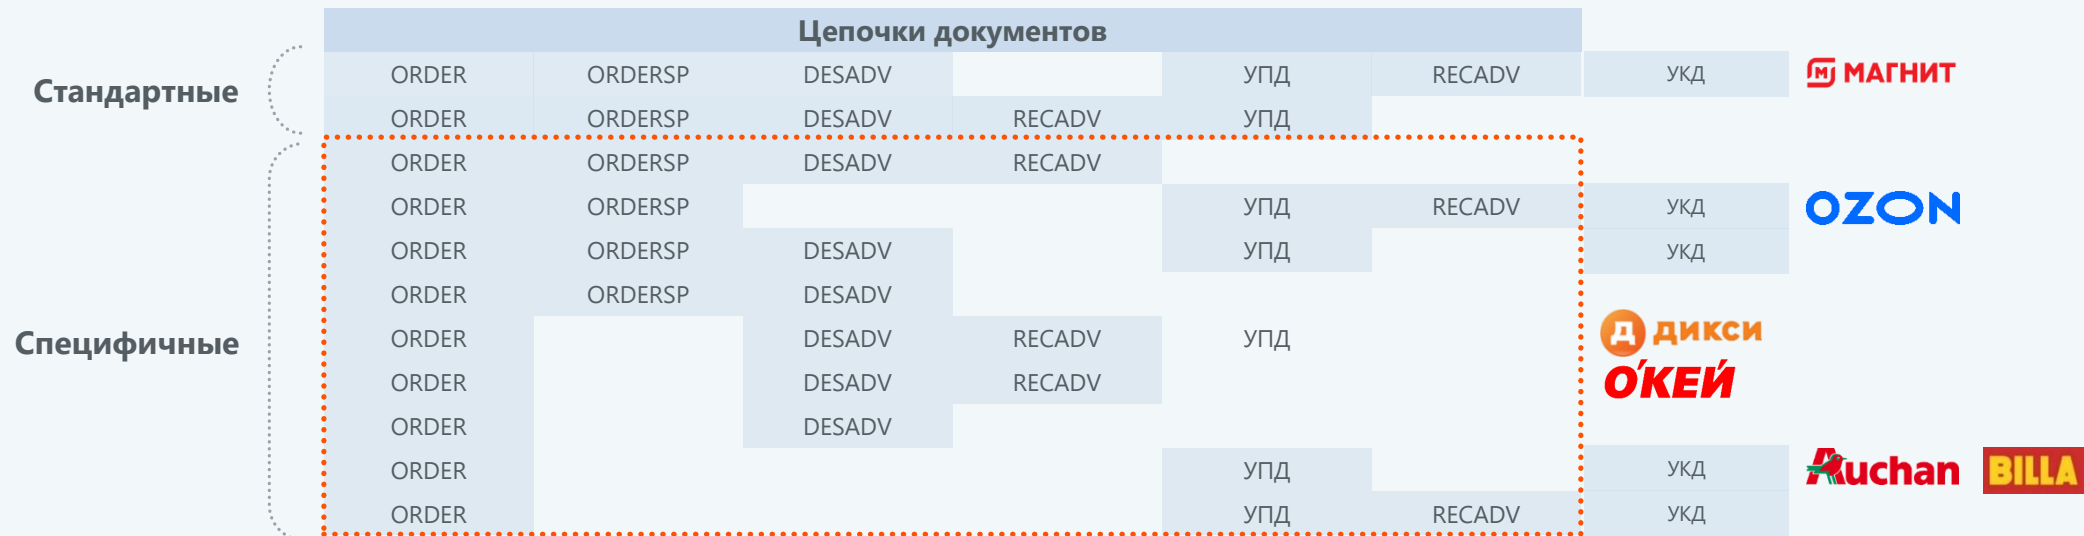 Цепочки документов
Стандартные
ORDER ORDERSP DESADV УПД RECADV УКД МАГНИТ
ORDER ORDERSP DESADV RECADV УПД
Специфичные
ORDER ORDERSP DESADV RECADV
ORDER ORDERSP УПД RECADV УКД OZON
ORDER ORDERSP DESADV УПД УКД
ORDER ORDERSP DESADV
ORDER DESADV RECADV УПД Д ДИКСИ
ORDER DESADV RECADV О'КЕЙ
ORDER DESADV
ORDER УПД УКД Auchan BILLA
ORDER УПД RECADV УКД